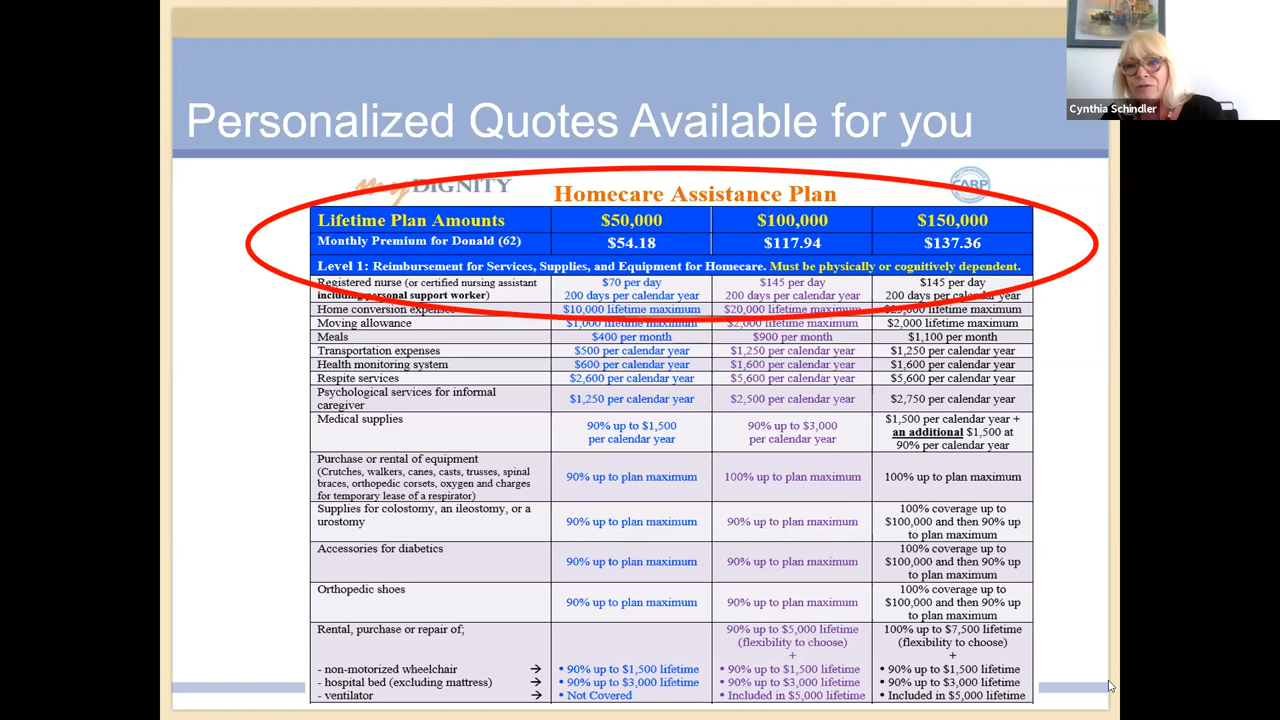 Personalized Quotes Available for you
Cynthia Schindler
my DIGNITY
CARP
Homecare Assistance Plan
Lifetime Plan Amounts $50,000 $100,000 $150,000
Monthly Premium for Donald (62) $54.18 $117.94 $137.36
Level 1: Reimbursement for Services, Supplies, and Equipment for Homecare. Must be physically or cognitively dependent.
Registered nurse (or certified nursing assistant $70 per day $145 per day $145 per day
including personal support worker) 200 days per calendar year 200 days per calendar year 200 days per calendar year
Home conversion expenses $10,000 lifetime maximum $20,000 lifetime maximum lifetime maximum
Moving allowance $1,000 lifetime maximum $2,000 lifetime maximum $2,000 lifetime maximum
Meals $400 per month $900 per month $1,100 per month
Transportation expenses $500 per calendar year $1,250 per calendar year $1,250 per calendar year
Health monitoring system $600 per calendar year $1,600 per calendar year $1,600 per calendar year
Respite services $2,600 per calendar year $5,600 per calendar year $5,600 per calendar year
Psychological services for informal
caregiver $1,250 per calendar year $2,500 per calendar year $2,750 per calendar year
Medical supplies
90% up to $1,500
per calendar year
90% up to $3,000
per calendar year
$1,500 per calendar year +
an additional $1,500 at
90% per calendar year
Purchase or rental of equipment
(Crutches, walkers, canes, casts, trusses, spinal
braces, orthopedic corsets, oxygen and charges
for temporary lease of a respirator)
90% up to plan maximum
100% up to plan maximum
100% up to plan maximum
Supplies for colostomy, an ileostomy, or a
urostomy
90% up to plan maximum
90% up to plan maximum
100% coverage up to
$100,000 and then 90% up
to plan maximum
Accessories for diabetics
90% up to plan maximum
90% up to plan maximum
100% coverage up to
$100,000 and then 90% up
to plan maximum
Orthopedic shoes
90% up to plan maximum
90% up to plan maximum
100% coverage up to
$100,000 and then 90% up
to plan maximum
Rental, purchase or repair of; 90% up to $5,000 lifetime 100% up to $7,500 lifetime
(flexibility to choose) (flexibility to choose)
+ +
- non-motorized wheelchair → • 90% up to $1,500 lifetime • 90% up to $1,500 lifetime • 90% up to $1,500 lifetime
- hospital bed (excluding mattress) → • 90% up to $3,000 lifetime • 90% up to $3,000 lifetime • 90% up to $3,000 lifetime
- ventilator → • Not Covered • Included in $5,000 lifetime • Included in $5,000 lifetime